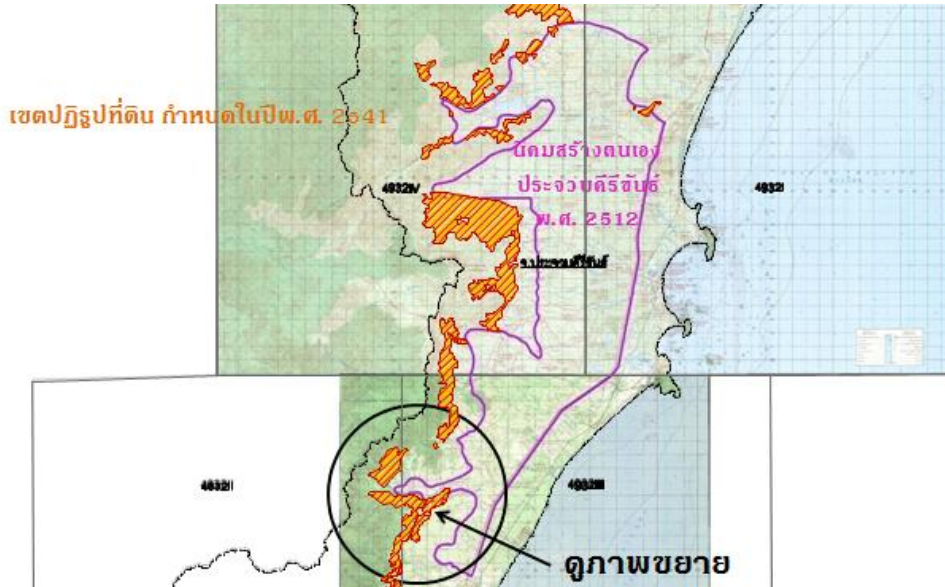 เขตปฏิรูปที่ดิน กำหนดในปีพ.ศ. 2541
นิคมสร้างตนเอง
ประจวบคีรีขันธ์
พ.ศ. 2512
4932IV
4932I
จ.ประจวบคีรีขันธ์
4832II
4932III
ดูภาพขยาย